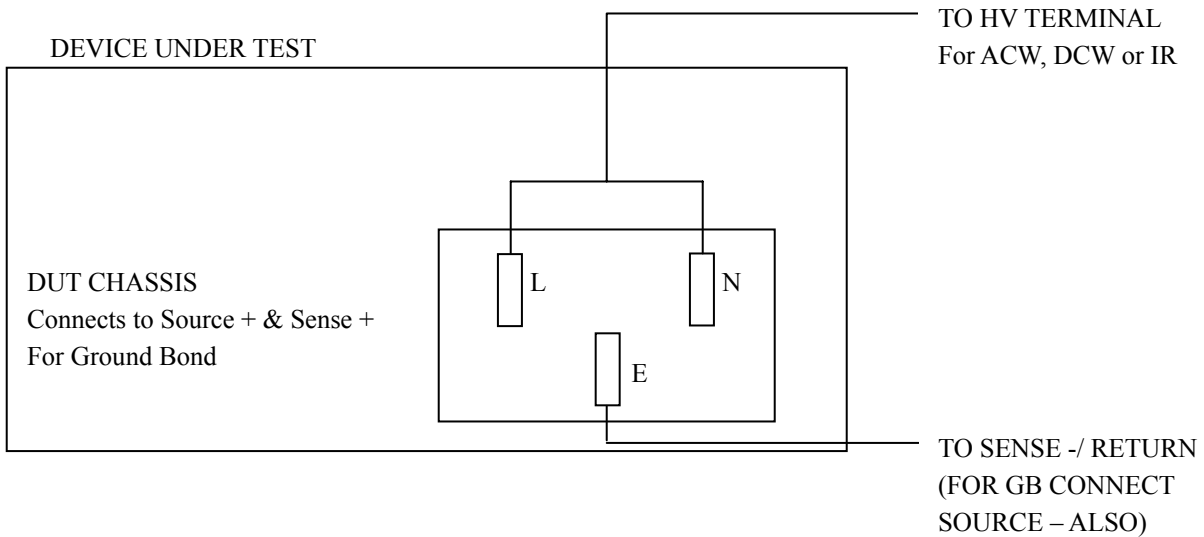 TO HV TERMINAL
For ACW, DCW or IR
DEVICE UNDER TEST
DUT CHASSIS
Connects to Source + & Sense +
For Ground Bond
L
N
E
TO SENSE -/ RETURN
(FOR GB CONNECT
SOURCE – ALSO)